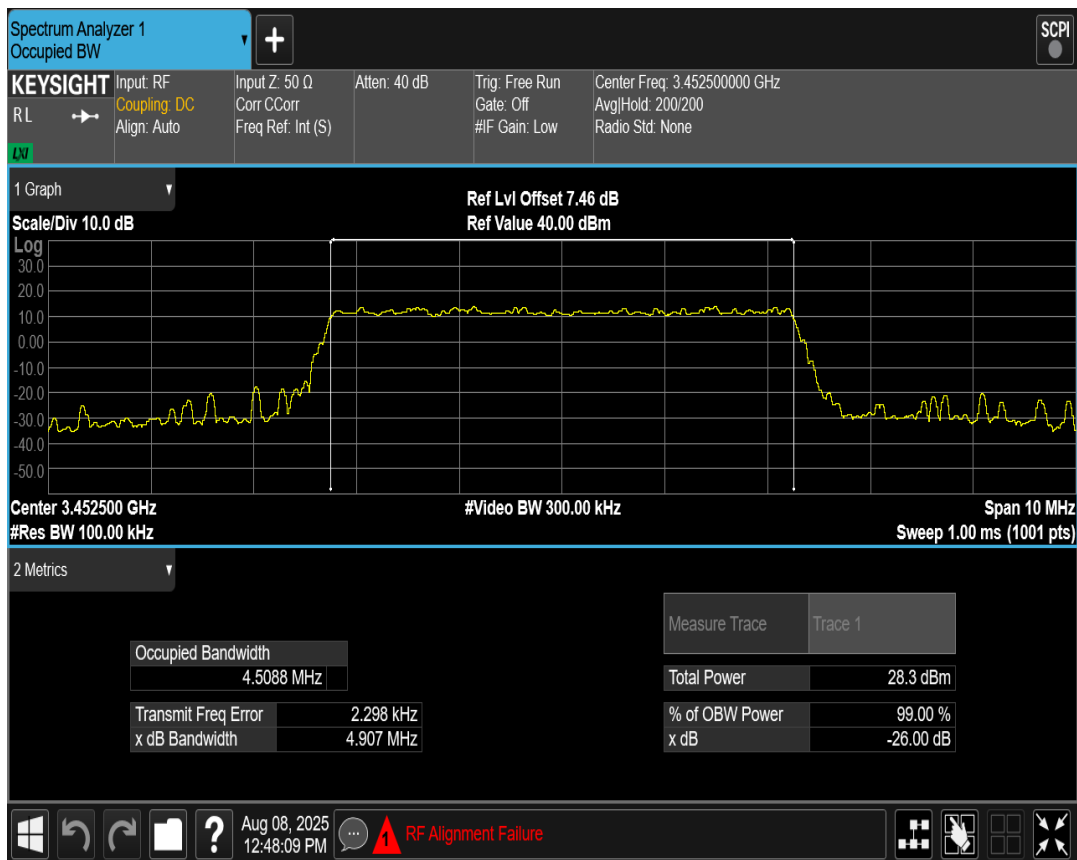 Spectrum Analyzer 1
Occupied BW
+
SCPI
KEYSIGHT
RL
LXI
Input: RF
Coupling: DC
Align: Auto
Input Z: 50 Ω
Corr CCorr
Freq Ref: Int (S)
Atten: 40 dB
Trig: Free Run
Gate: Off
#IF Gain: Low
Center Freq: 3.452500000 GHz
Avg|Hold: 200/200
Radio Std: None
1 Graph
Scale/Div 10.0 dB
Ref Lvl Offset 7.46 dB
Ref Value 40.00 dBm
Log
30.0
20.0
10.0
0.00
-10.0
-20.0
-30.0
-40.0
-50.0
Center 3.452500 GHz
#Res BW 100.00 kHz
#Video BW 300.00 kHz
Span 10 MHz
Sweep 1.00 ms (1001 pts)
2 Metrics
Measure Trace Trace 1
Occupied Bandwidth
4.5088 MHz
Total Power 28.3 dBm
Transmit Freq Error 2.298 kHz
x dB Bandwidth 4.907 MHz
% of OBW Power 99.00 %
x dB -26.00 dB
?
Aug 08, 2025
12:48:09 PM
1
RF Alignment Failure